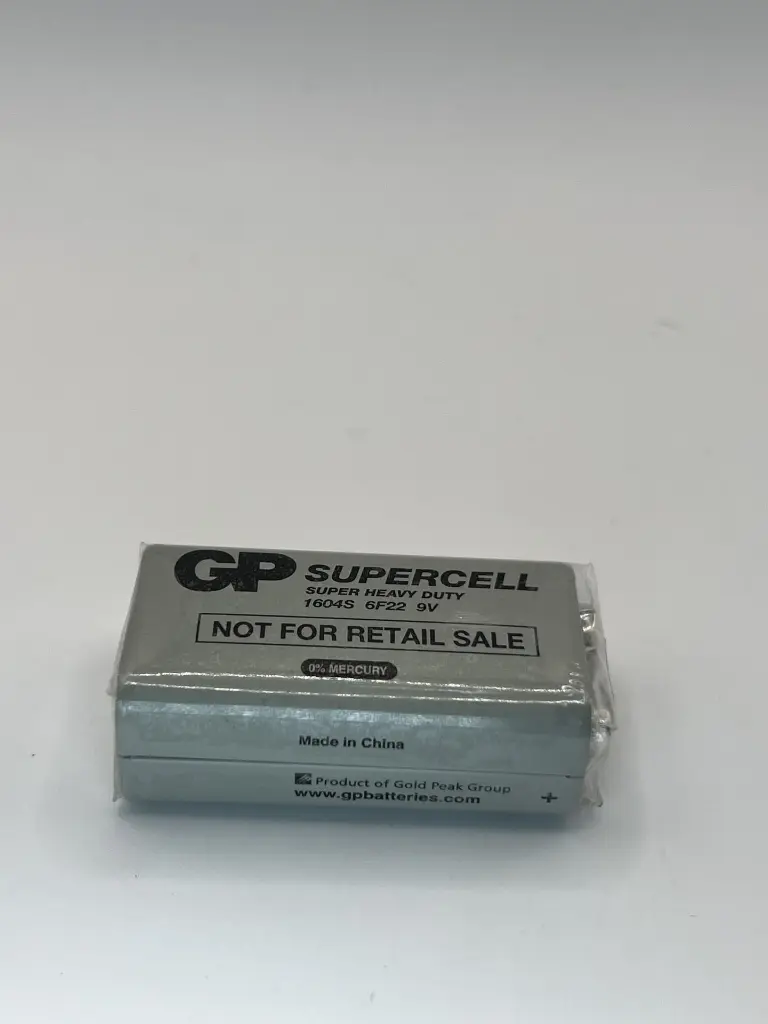 GP SUPERCELL
SUPER HEAVY DUTY
1604S 6F22 9V
NOT FOR RETAIL SALE
0% MERCURY
Made in China
Product of Gold Peak Group
www.gpbatteries.com
+